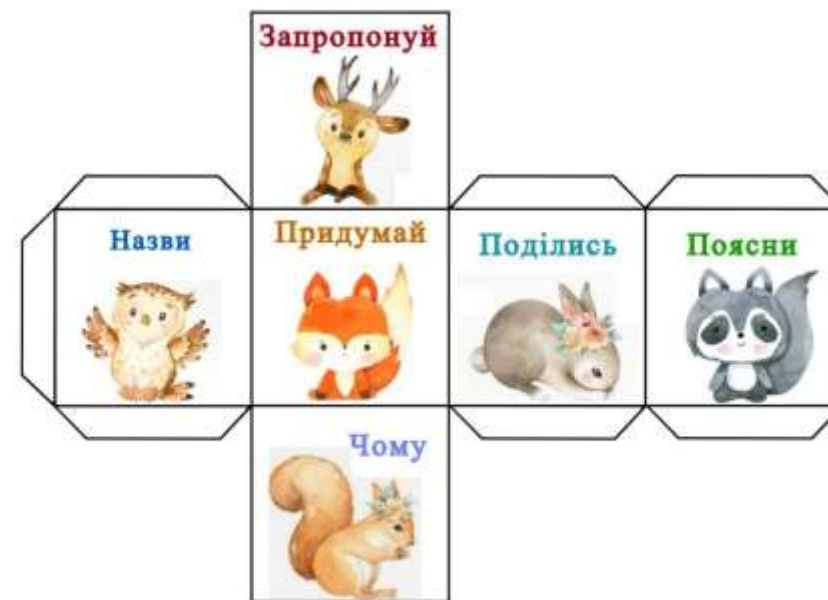 Запропонуй
Назви
Придумай
Поділись
Поясни
Чому